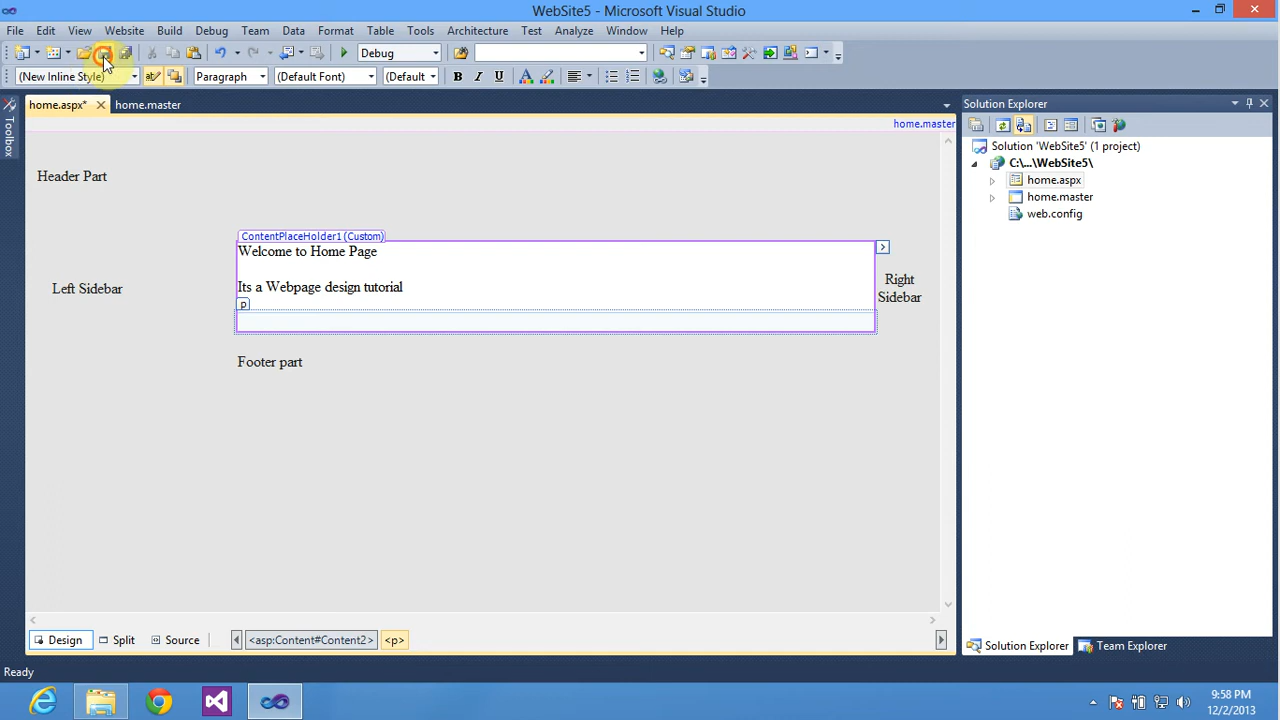 WebSite5 - Microsoft Visual Studio
File Edit View Website Build Debug Team Data Format Table Tools Architecture Test Analyze Window Help
Debug
(New Inline Style) Paragraph (Default Font) (Default B I U A
home.aspx* home.master
home.master
Toolbox
Header Part
ContentPlaceHolder1 (Custom)
Welcome to Home Page
Its a Webpage design tutorial
p
Left Sidebar
Right
Sidebar
Footer part
Design Split Source <asp:Content#Content2> <p>
Solution Explorer
Solution 'WebSite5' (1 project)
C:\...\WebSite5\
home.aspx
home.master
web.config
Solution Explorer Team Explorer
Ready
9:58 PM
12/2/2013